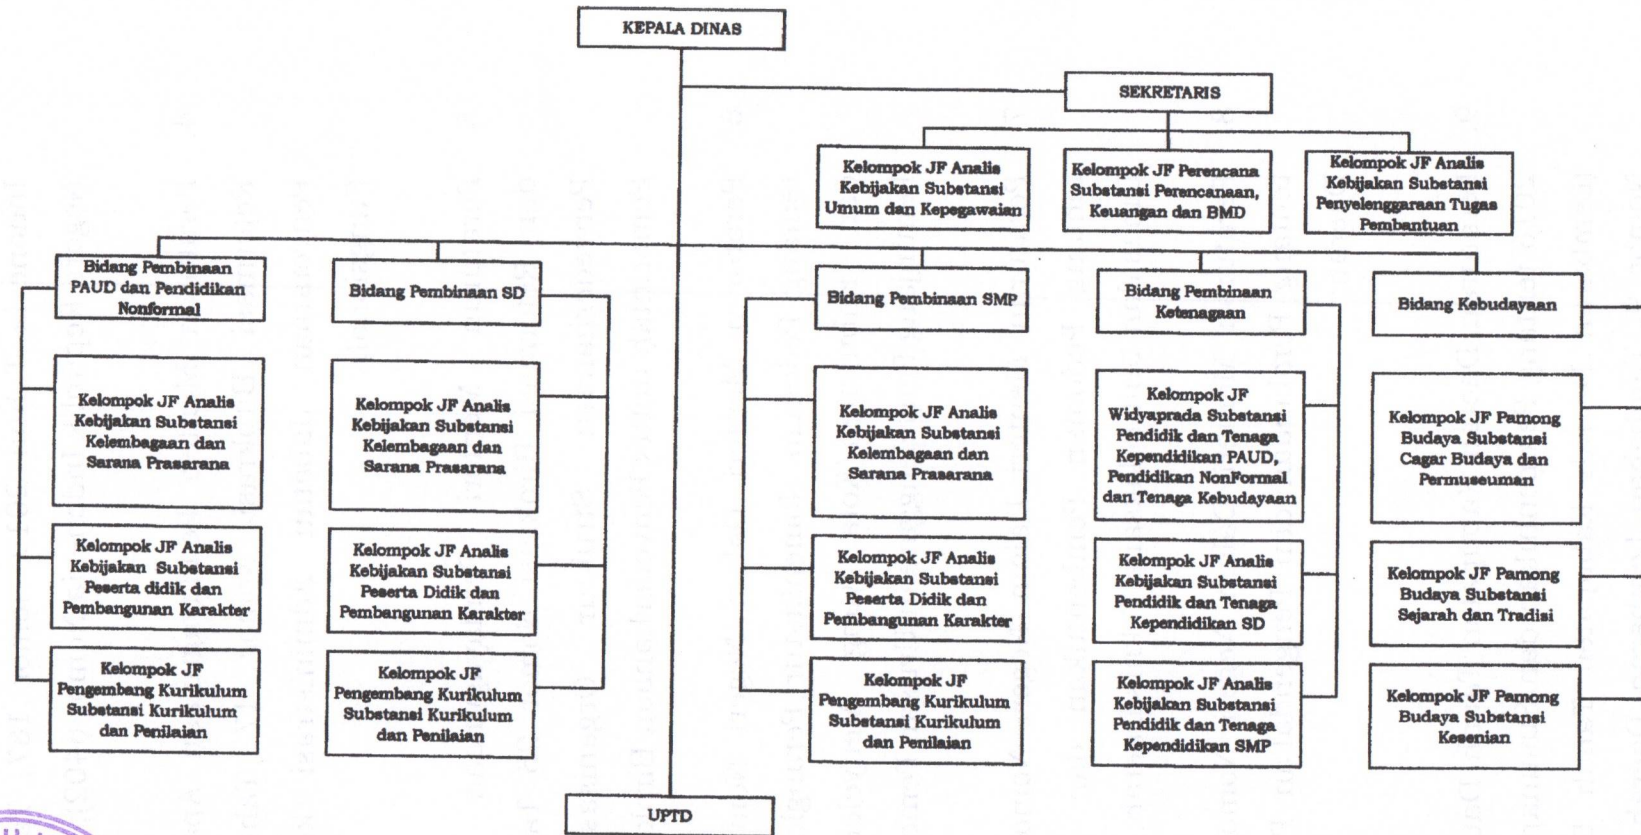 KEPALA DINAS
SEKRETARIS
Kelompok JF Analis
Kebijakan Substansi
Umum dan Kepegawaian
Kelompok JF Perencana
Substansi Perencanaan,
Keuangan dan BMD
Kelompok JF Analis
Kebijakan Substansi
Penyelenggaraan Tugas
Pembantuan
Bidang Pembinaan
PAUD dan Pendidikan
Nonformal
Bidang Pembinaan SD
Bidang Pembinaan SMP
Bidang Pembinaan
Ketenagaan
Bidang Kebudayaan
Kelompok JF Analis
Kebijakan Substansi
Kelembagaan dan
Sarana Prasarana
Kelompok JF Analis
Kebijakan Substansi
Kelembagaan dan
Sarana Prasarana
Kelompok JF Analis
Kebijakan Substansi
Kelembagaan dan
Sarana Prasarana
Kelompok JF
Widyaprada Substansi
Pendidik dan Tenaga
Kependidikan PAUD,
Pendidikan NonFormal
dan Tenaga Kebudayaan
Kelompok JF Pamong
Budaya Substansi
Cagar Budaya dan
Permuseuman
Kelompok JF Analis
Kebijakan Substansi
Peserta didik dan
Pembangunan Karakter
Kelompok JF Analis
Kebijakan Substansi
Peserta Didik dan
Pembangunan Karakter
Kelompok JF Analis
Kebijakan Substansi
Peserta Didik dan
Pembangunan Karakter
Kelompok JF Analis
Kebijakan Substansi
Pendidik dan Tenaga
Kependidikan SD
Kelompok JF Pamong
Budaya Substansi
Sejarah dan Tradisi
Kelompok JF
Pengembang Kurikulum
Substansi Kurikulum
dan Penilaian
Kelompok JF
Pengembang Kurikulum
Substansi Kurikulum
dan Penilaian
Kelompok JF
Pengembang Kurikulum
Substansi Kurikulum
dan Penilaian
Kelompok JF Analis
Kebijakan Substansi
Pendidik dan Tenaga
Kependidikan SMP
Kelompok JF Pamong
Budaya Substansi
Kesenian
UPTD